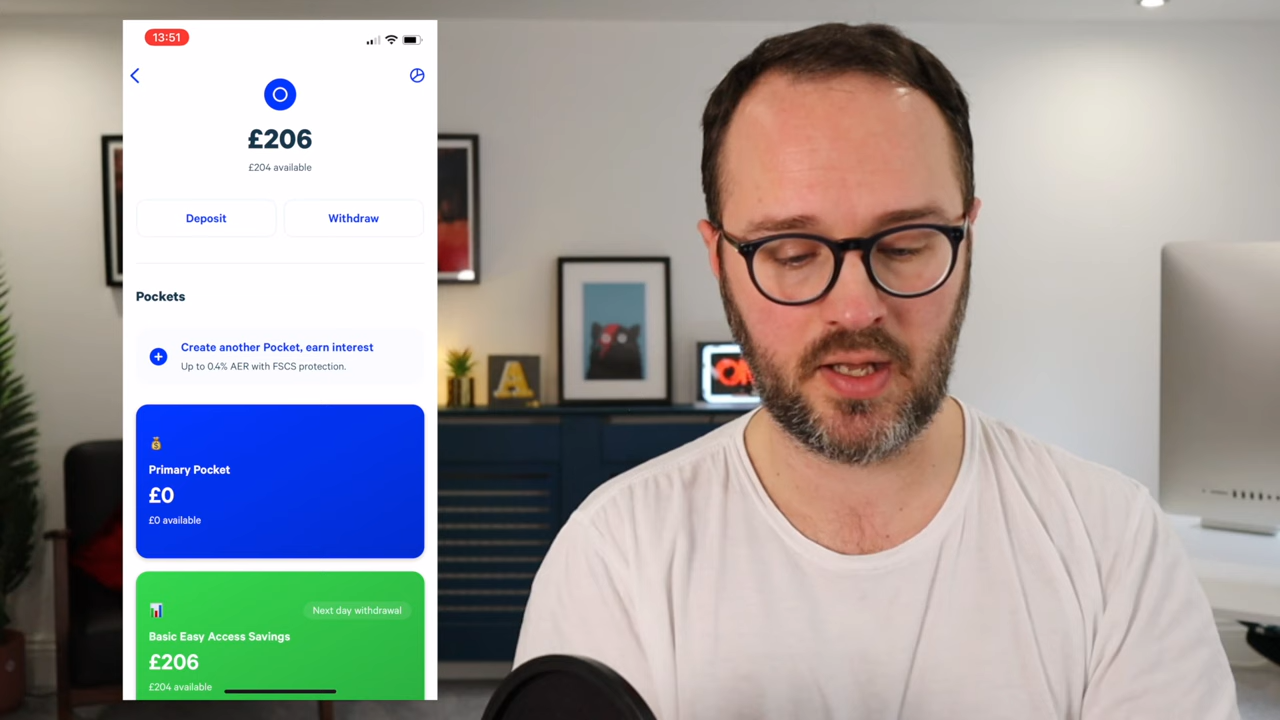 13:51
£206
£204 available
Deposit
Withdraw
Pockets
Create another Pocket, earn interest
Up to 0.4% AER with FSCS protection.
Primary Pocket
£0
£0 available
Next day withdrawal
Basic Easy Access Savings
£206
£204 available
A